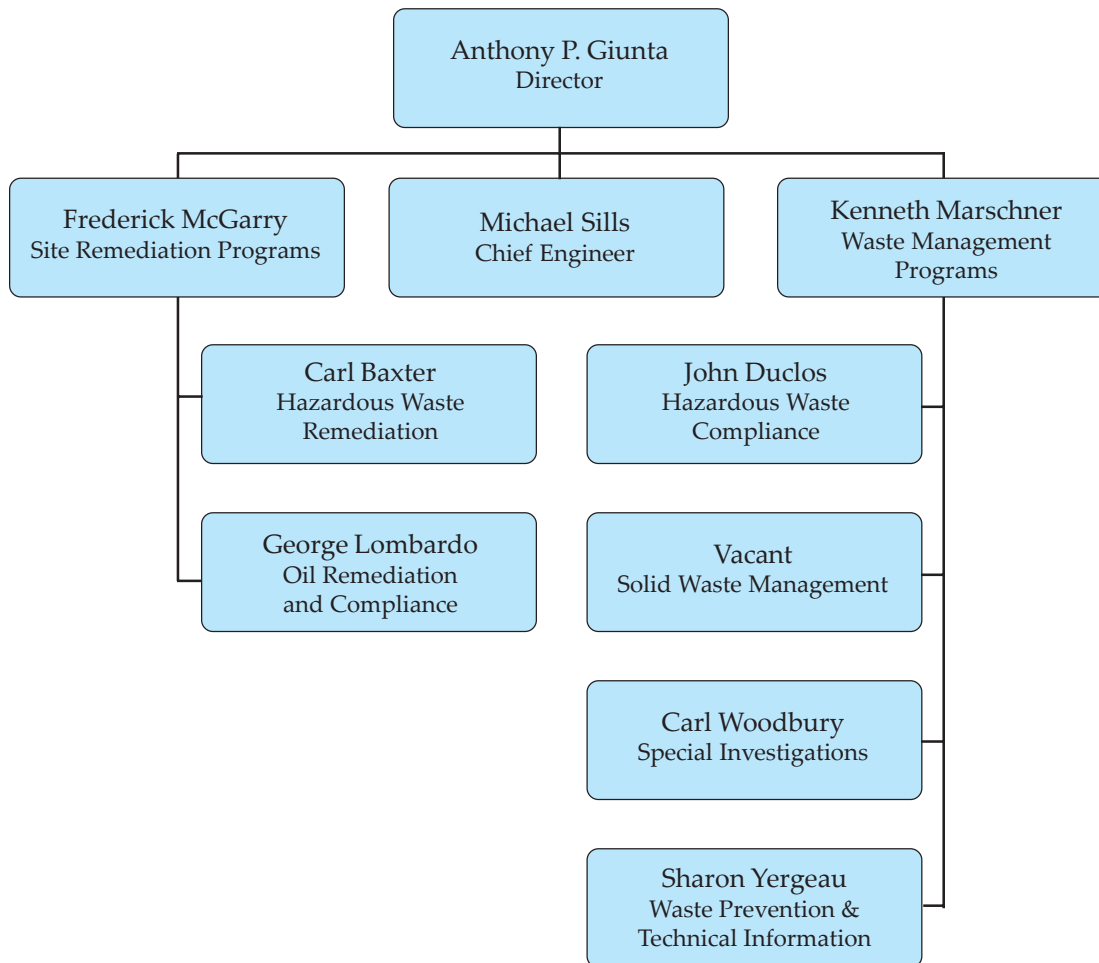 Anthony P. Giunta
Director
Frederick McGarry
Site Remediation Programs
Michael Sills
Chief Engineer
Kenneth Marschner
Waste Management
Programs
Carl Baxter
Hazardous Waste
Remediation
John Duclos
Hazardous Waste
Compliance
George Lombardo
Oil Remediation
and Compliance
Vacant
Solid Waste Management
Carl Woodbury
Special Investigations
Sharon Yergeau
Waste Prevention &
Technical Information